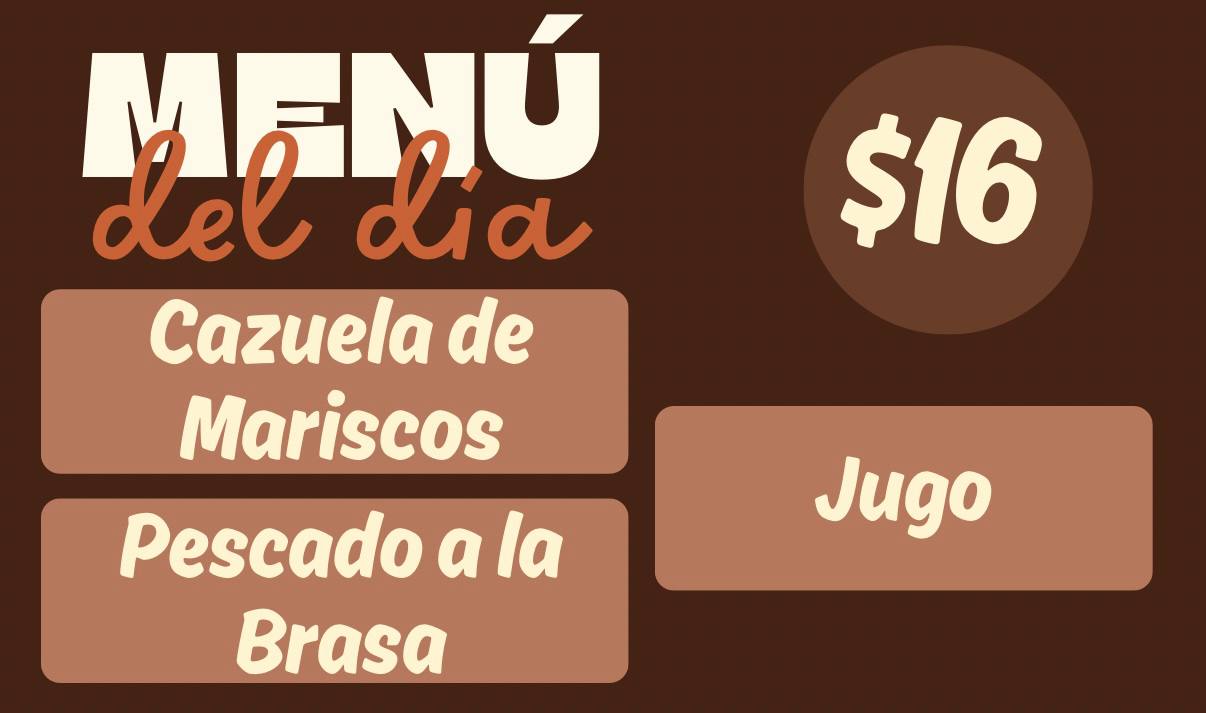 MENÚ
del día
$16
Cazuela de
Mariscos
Pescado a la
Brasa
Jugo